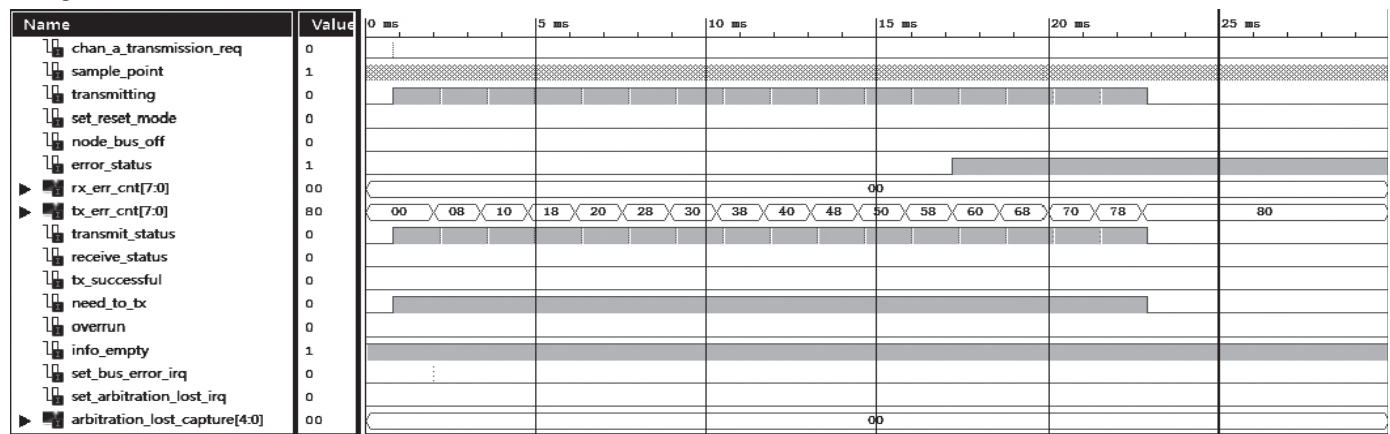 Name Value 0 ms 5 ms 10 ms 15 ms 20 ms 25 ms
chan_a_transmission_req 0
sample_point 1
transmitting 0
set_reset_mode 0
node_bus_off 0
error_status 1
rx_err_cnt[7:0] 00 00
tx_err_cnt[7:0] 80 00 08 10 18 20 28 30 38 40 48 50 58 60 68 70 78 80
transmit_status 0
receive_status 0
tx_successful 0
need_to_tx 0
overrun 0
info_empty 1
set_bus_error_irq 0
set_arbitration_lost_irq 0
arbitration_lost_capture[4:0] 00 00